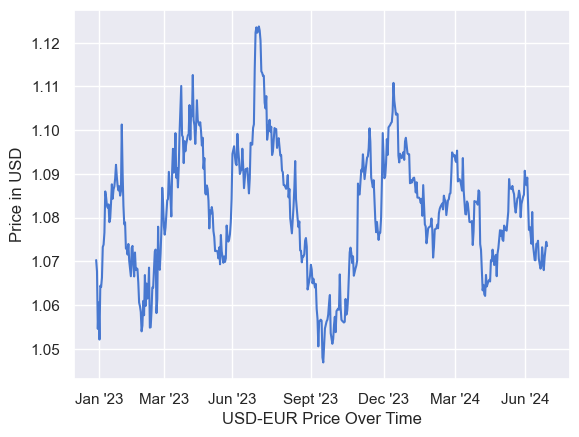 1.12
1.11
1.10
1.09
1.08
1.07
1.06
1.05
Price in USD
Jan '23 Mar '23 Jun '23 Sept '23 Dec '23 Mar '24 Jun '24
USD-EUR Price Over Time